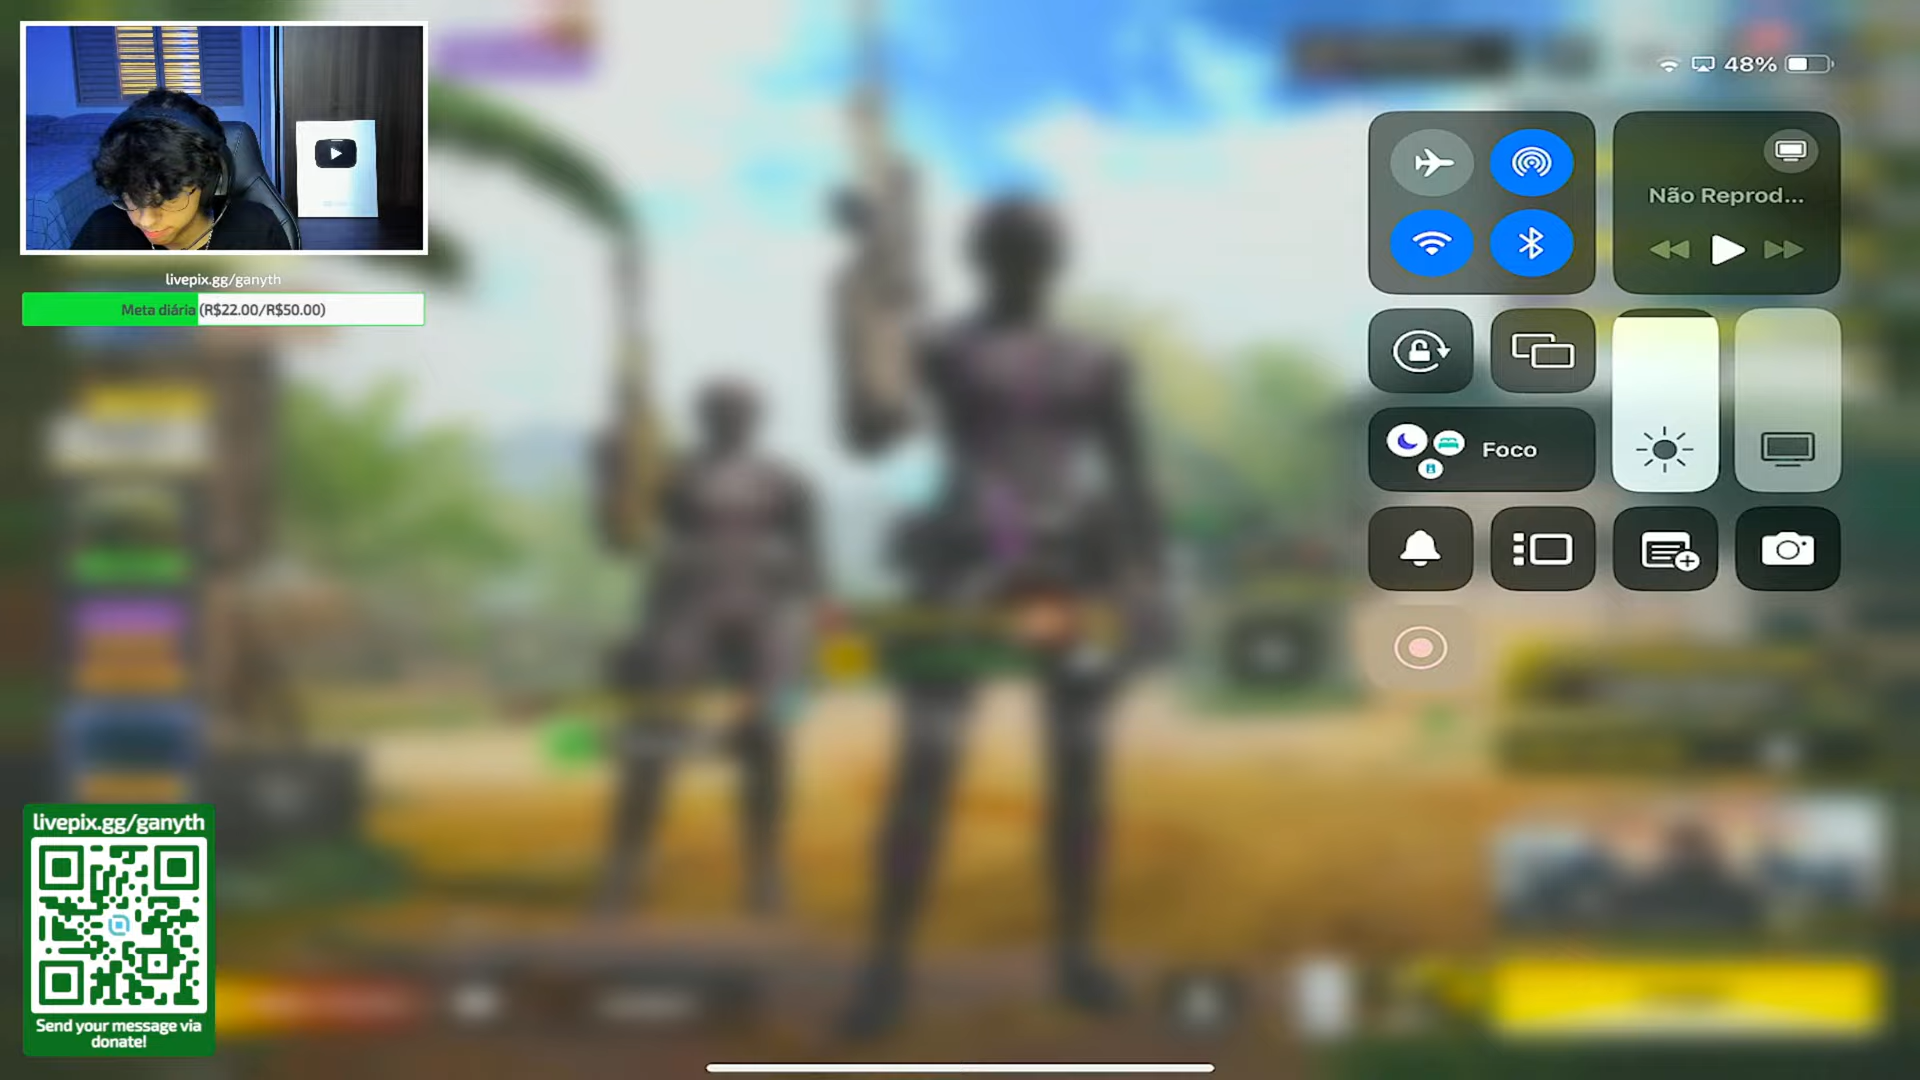 livepix.gg/ganyth
Meta diária (R$22.00/R$50.00)
48%
Não Reprod...
Foco
livepix.gg/ganyth
Send your message via
donate!